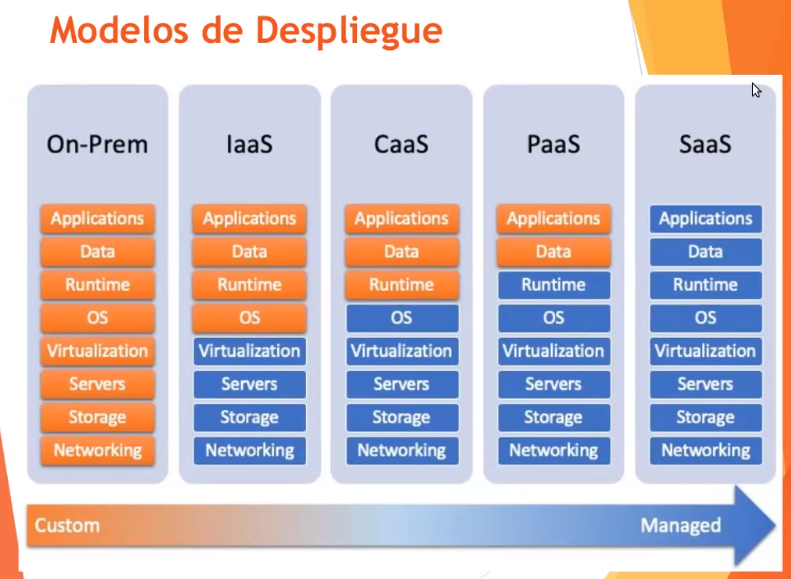 Modelos de Despliegue
On-Prem IaaS CaaS PaaS SaaS
Applications Applications Applications Applications Applications
Data Data Data Data Data
Runtime Runtime Runtime Runtime Runtime
OS OS OS OS OS
Virtualization Virtualization Virtualization Virtualization Virtualization
Servers Servers Servers Servers Servers
Storage Storage Storage Storage Storage
Networking Networking Networking Networking Networking
Custom Managed